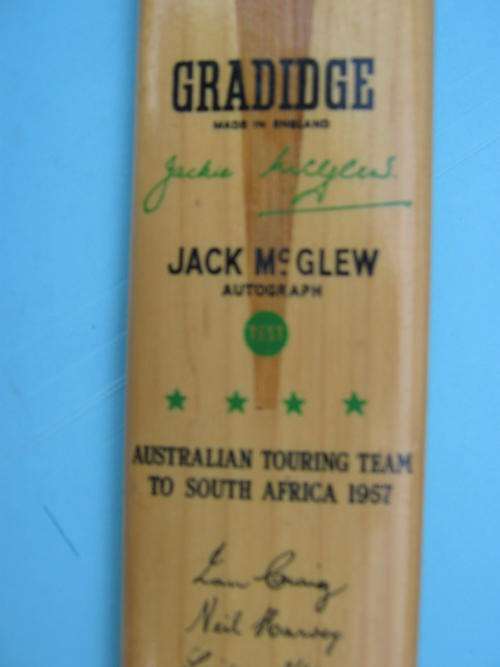 GRADIDGE
MADE IN ENGLAND
Jackie McGlew.
JACK McGLEW
AUTOGRAPH
TEST
AUSTRALIAN TOURING TEAM
TO SOUTH AFRICA 1957
Ian Craig
Neil Harvey